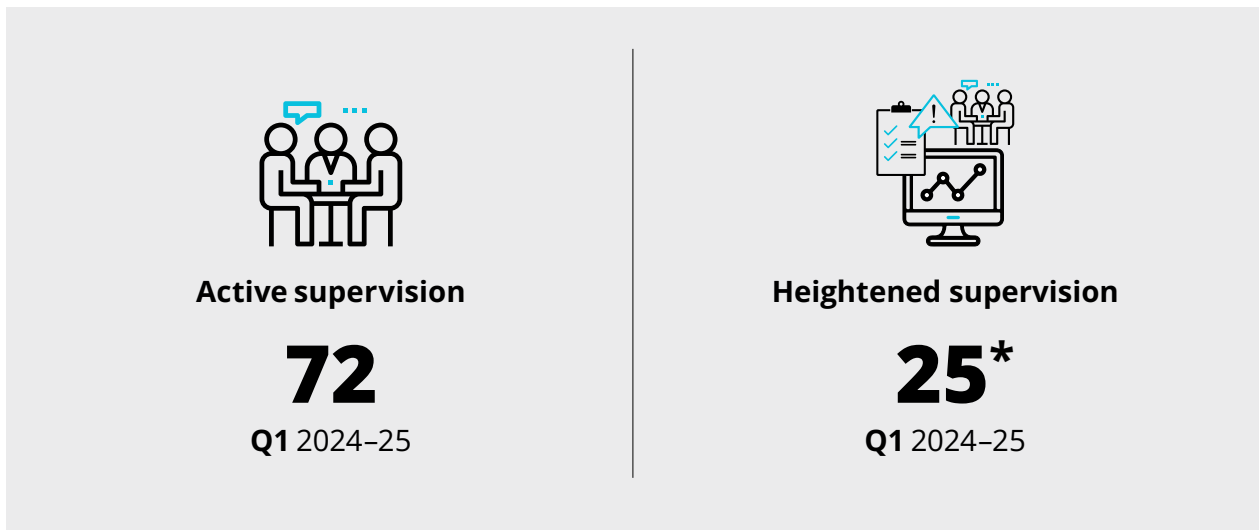 Active supervision
72
Q1 2024–25
Heightened supervision
25*
Q1 2024–25